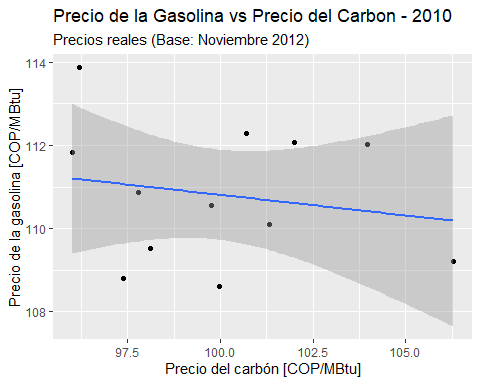 Precio de la Gasolina vs Precio del Carbon - 2010
Precios reales (Base: Noviembre 2012)
Precio de la gasolina [COP/MBtu]
114
112
110
108
97.5 100.0 102.5 105.0
Precio del carbón [COP/MBtu]